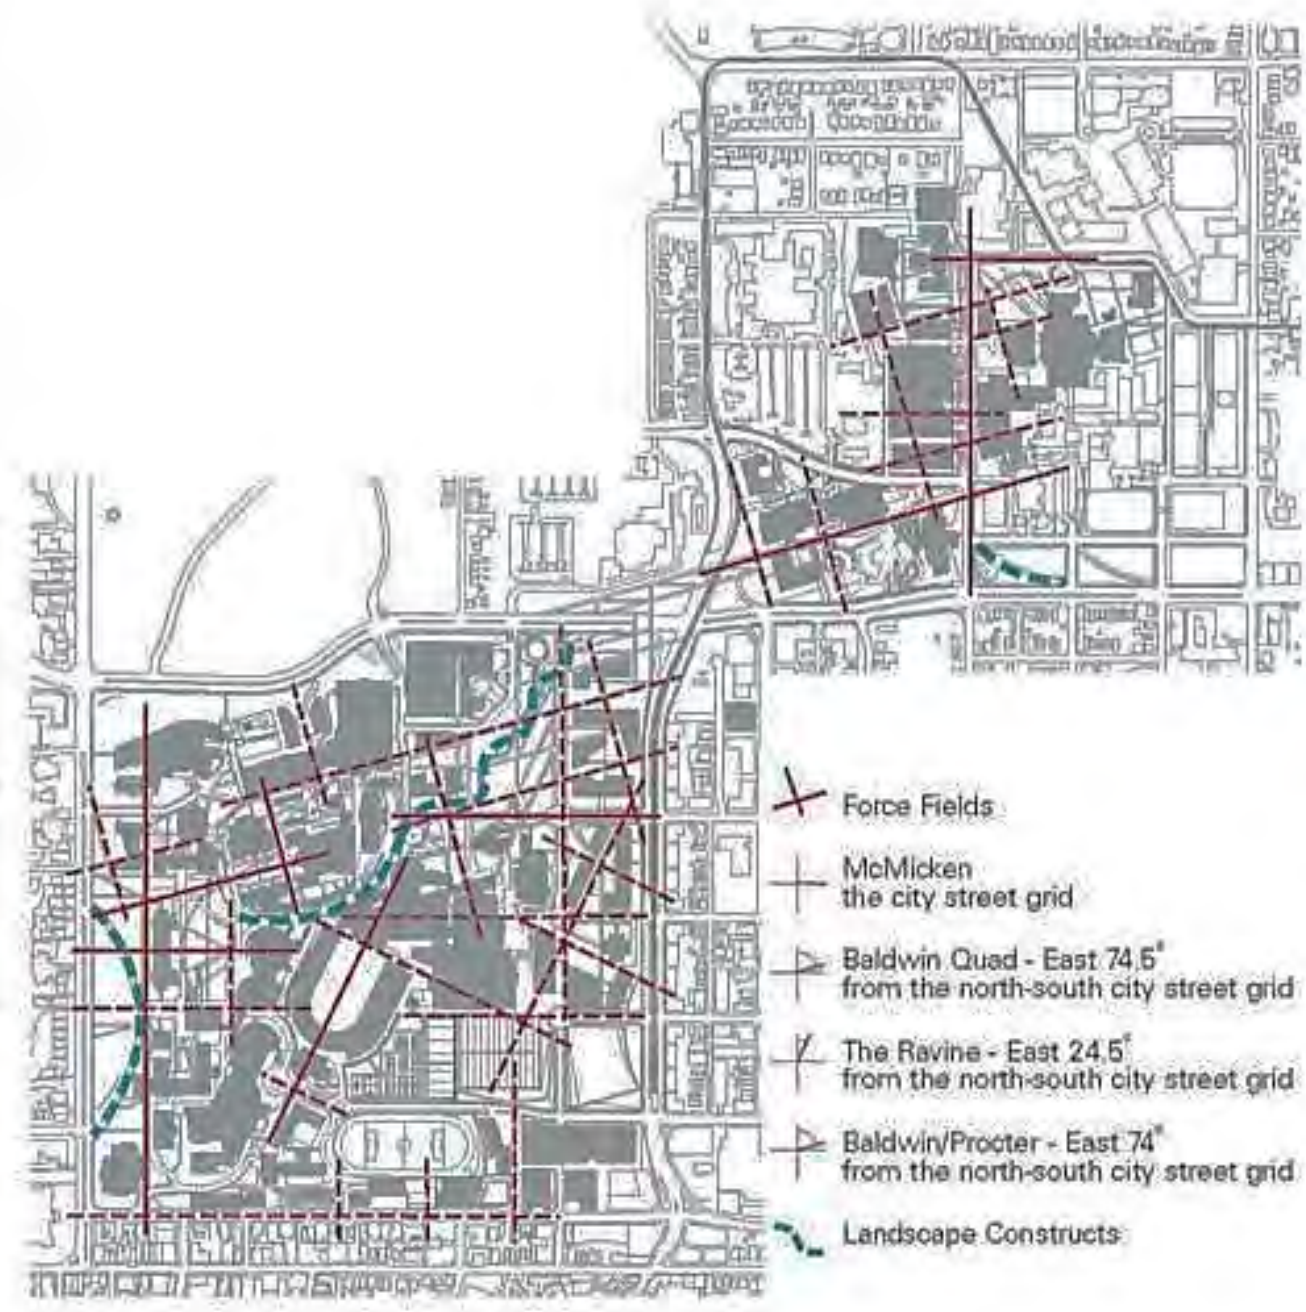 Force Fields
McMicken
the city street grid
Baldwin Quad - East 74.5°
from the north-south city street grid
The Ravine - East 24.5°
from the north-south city street grid
Baldwin/Procter - East 74°
from the north-south city street grid
Landscape Constructs